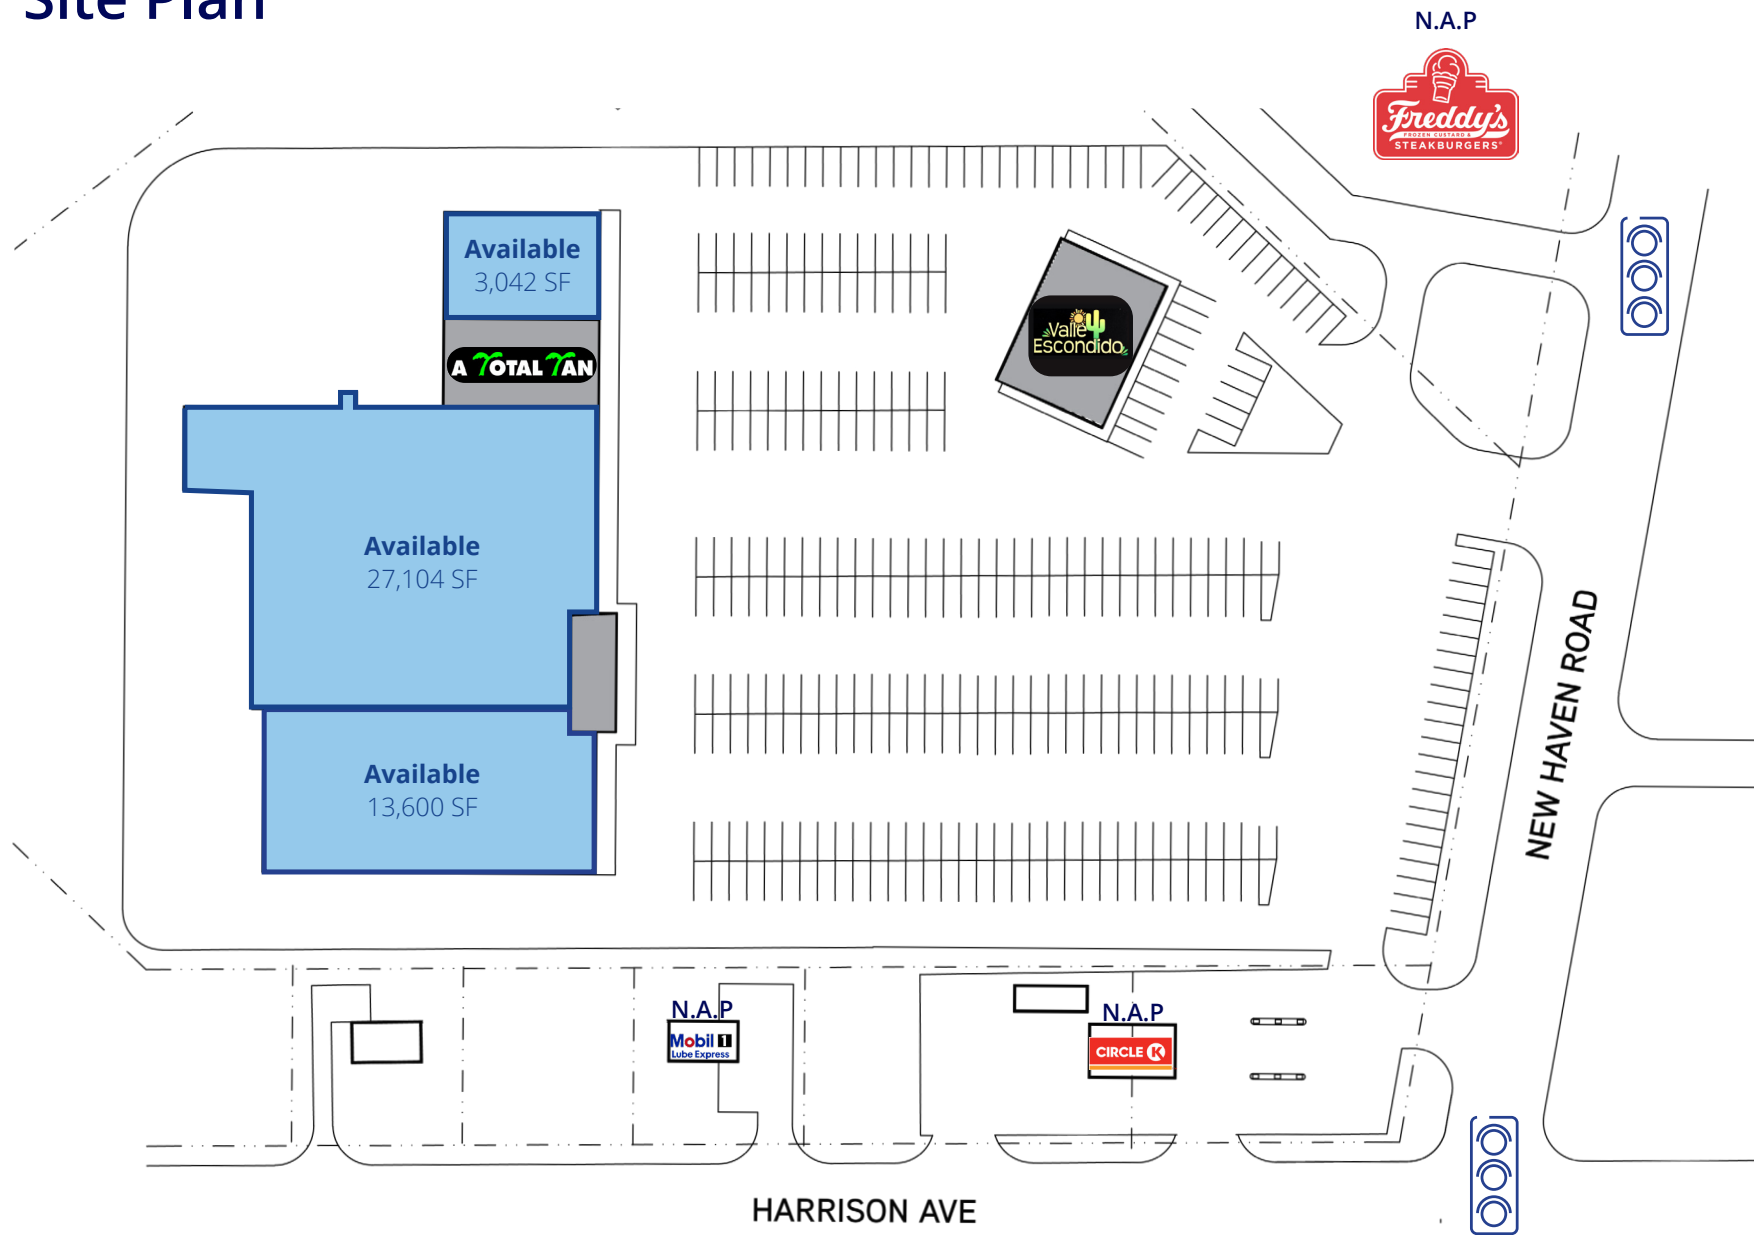 Site Plan
N.A.P
Freddy's
FROZEN CUSTARD &
STEAKBURGERS®
Available
3,042 SF
A TOTAL TAN
Valle
Escondido
Available
27,104 SF
Available
13,600 SF
NEW HAVEN ROAD
N.A.P
Mobil 1
Lube Express
N.A.P
CIRCLE K
HARRISON AVE